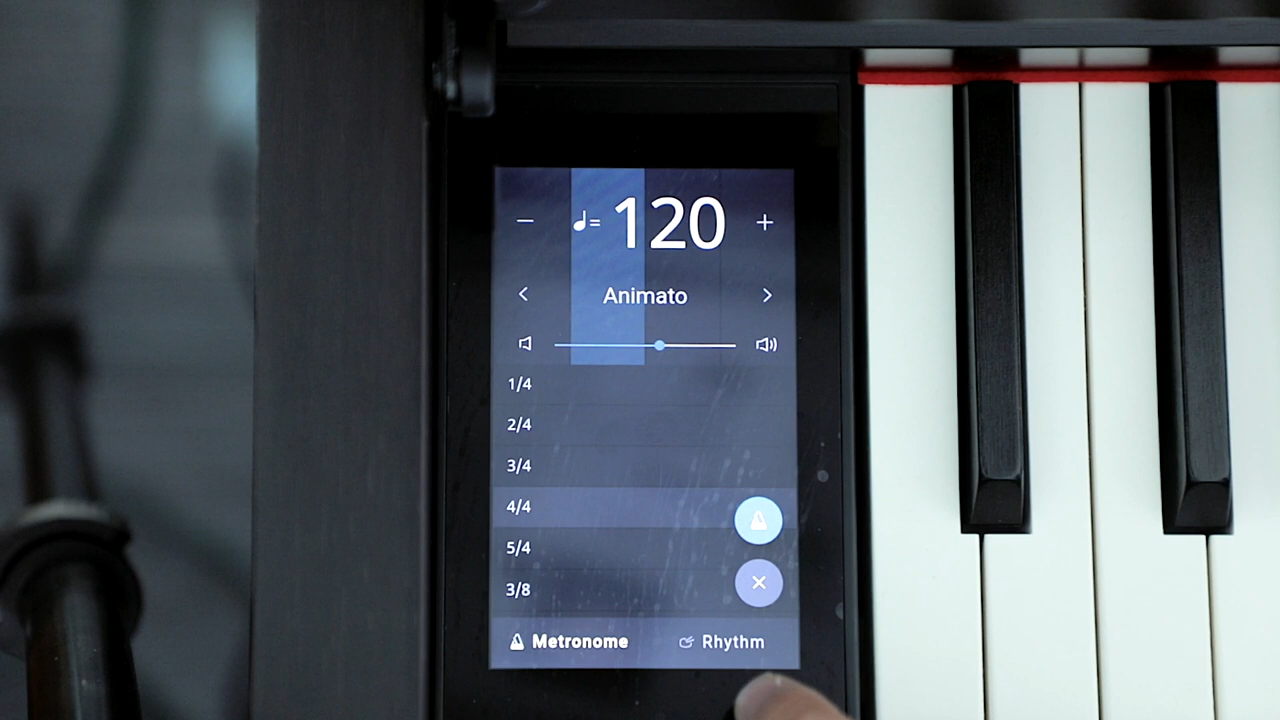 − ♩= 120 +
Animato
1/4
2/4
3/4
4/4
5/4
3/8
Metronome Rhythm